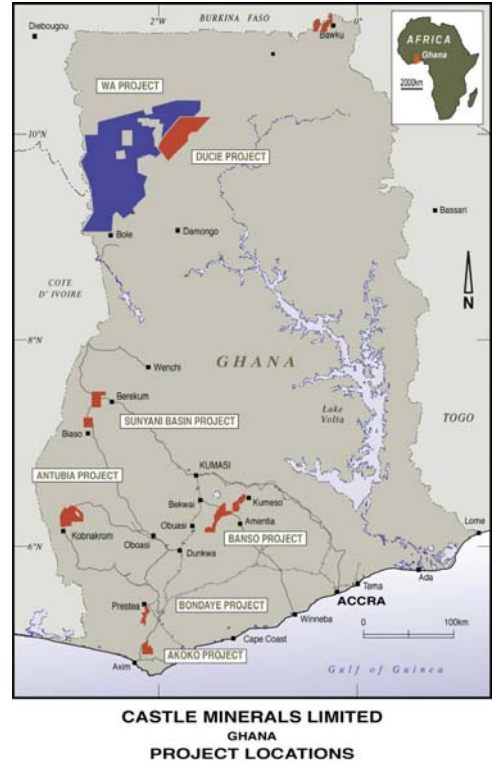 Diebougou
2°W
BURKINA FASO
0°
Bawku
AFRICA
Ghana
2000km
WA PROJECT
10°N
DUCIE PROJECT
Bassari
Bole
Damongo
COTE
D' IVOIRE
N
8°N
Wenchi
GHANA
Berekum
SUNYANI BASIN PROJECT
Lake
Volta
TOGO
Biaso
ANTUBIA PROJECT
KUMASI
Bekwai
Kumeso
Obuasi
Amentia
Kobnakrom
Oboasi
BANSO PROJECT
Lome
6°N
Dunkwa
Ada
Tema
ACCRA
Prestea
BONDAYE PROJECT
Winneba
0
100km
Cape Coast
AKOKO PROJECT
Axim
Gulf of Guinea
CASTLE MINERALS LIMITED
GHANA
PROJECT LOCATIONS